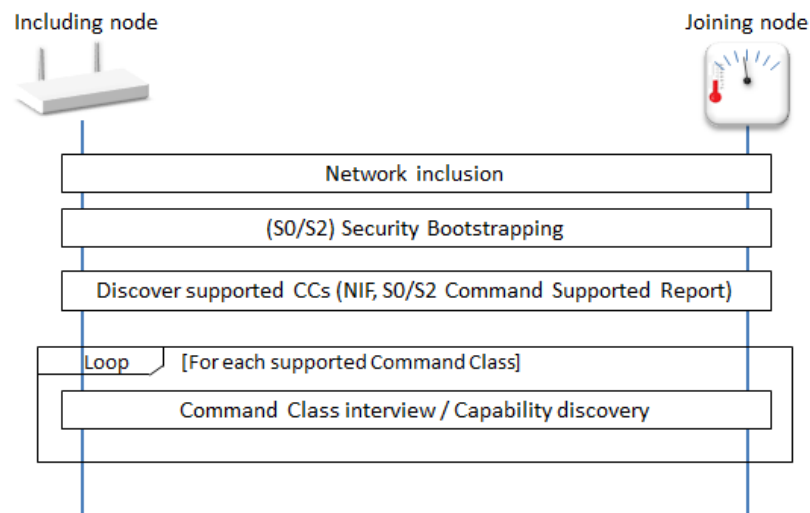 Including node
Joining node
Network inclusion
(S0/S2) Security Bootstrapping
Discover supported CCs (NIF, S0/S2 Command Supported Report)
Loop [For each supported Command Class]
Command Class interview / Capability discovery